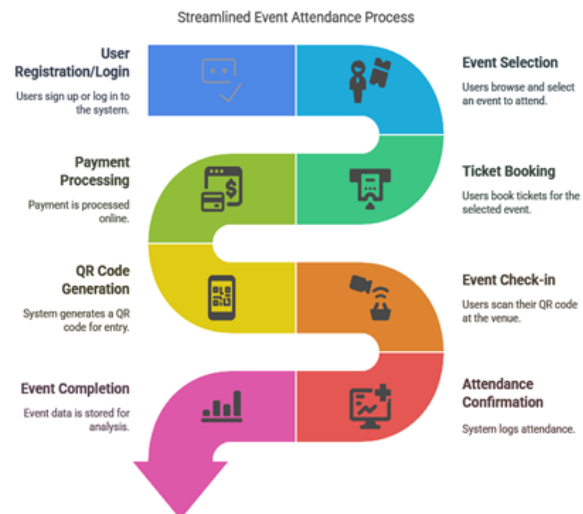 Streamlined Event Attendance Process
User
Registration/Login
Users sign up or log in to
the system.
Event Selection
Users browse and select
an event to attend.
Payment
Processing
Payment is processed
online.
Ticket Booking
Users book tickets for the
selected event.
QR Code
Generation
System generates a QR
code for entry.
Event Check-in
Users scan their QR code
at the venue.
Event Completion
Event data is stored for
analysis.
Attendance
Confirmation
System logs attendance.